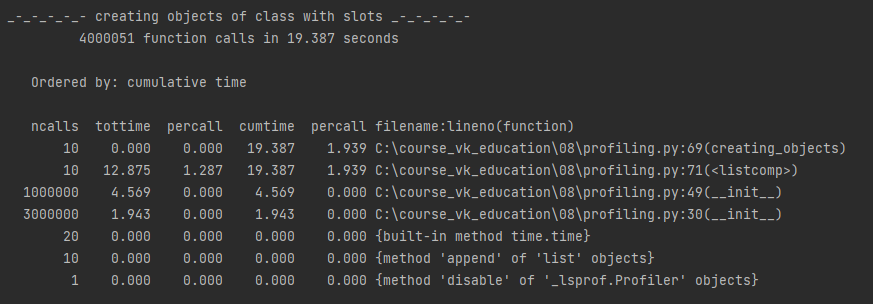 _-_-_-_-_- creating objects of class with slots _-_-_-_-_-
4000051 function calls in 19.387 seconds
Ordered by: cumulative time
ncalls tottime percall cumtime percall filename:lineno(function)
10 0.000 0.000 19.387 1.939 C:\course_vk_education\08\profiling.py:69(creating_objects)
10 12.875 1.287 19.387 1.939 C:\course_vk_education\08\profiling.py:71(<listcomp>)
1000000 4.569 0.000 4.569 0.000 C:\course_vk_education\08\profiling.py:49(__init__)
3000000 1.943 0.000 1.943 0.000 C:\course_vk_education\08\profiling.py:30(__init__)
20 0.000 0.000 0.000 0.000 {built-in method time.time}
10 0.000 0.000 0.000 0.000 {method 'append' of 'list' objects}
1 0.000 0.000 0.000 0.000 {method 'disable' of '_lsprof.Profiler' objects}